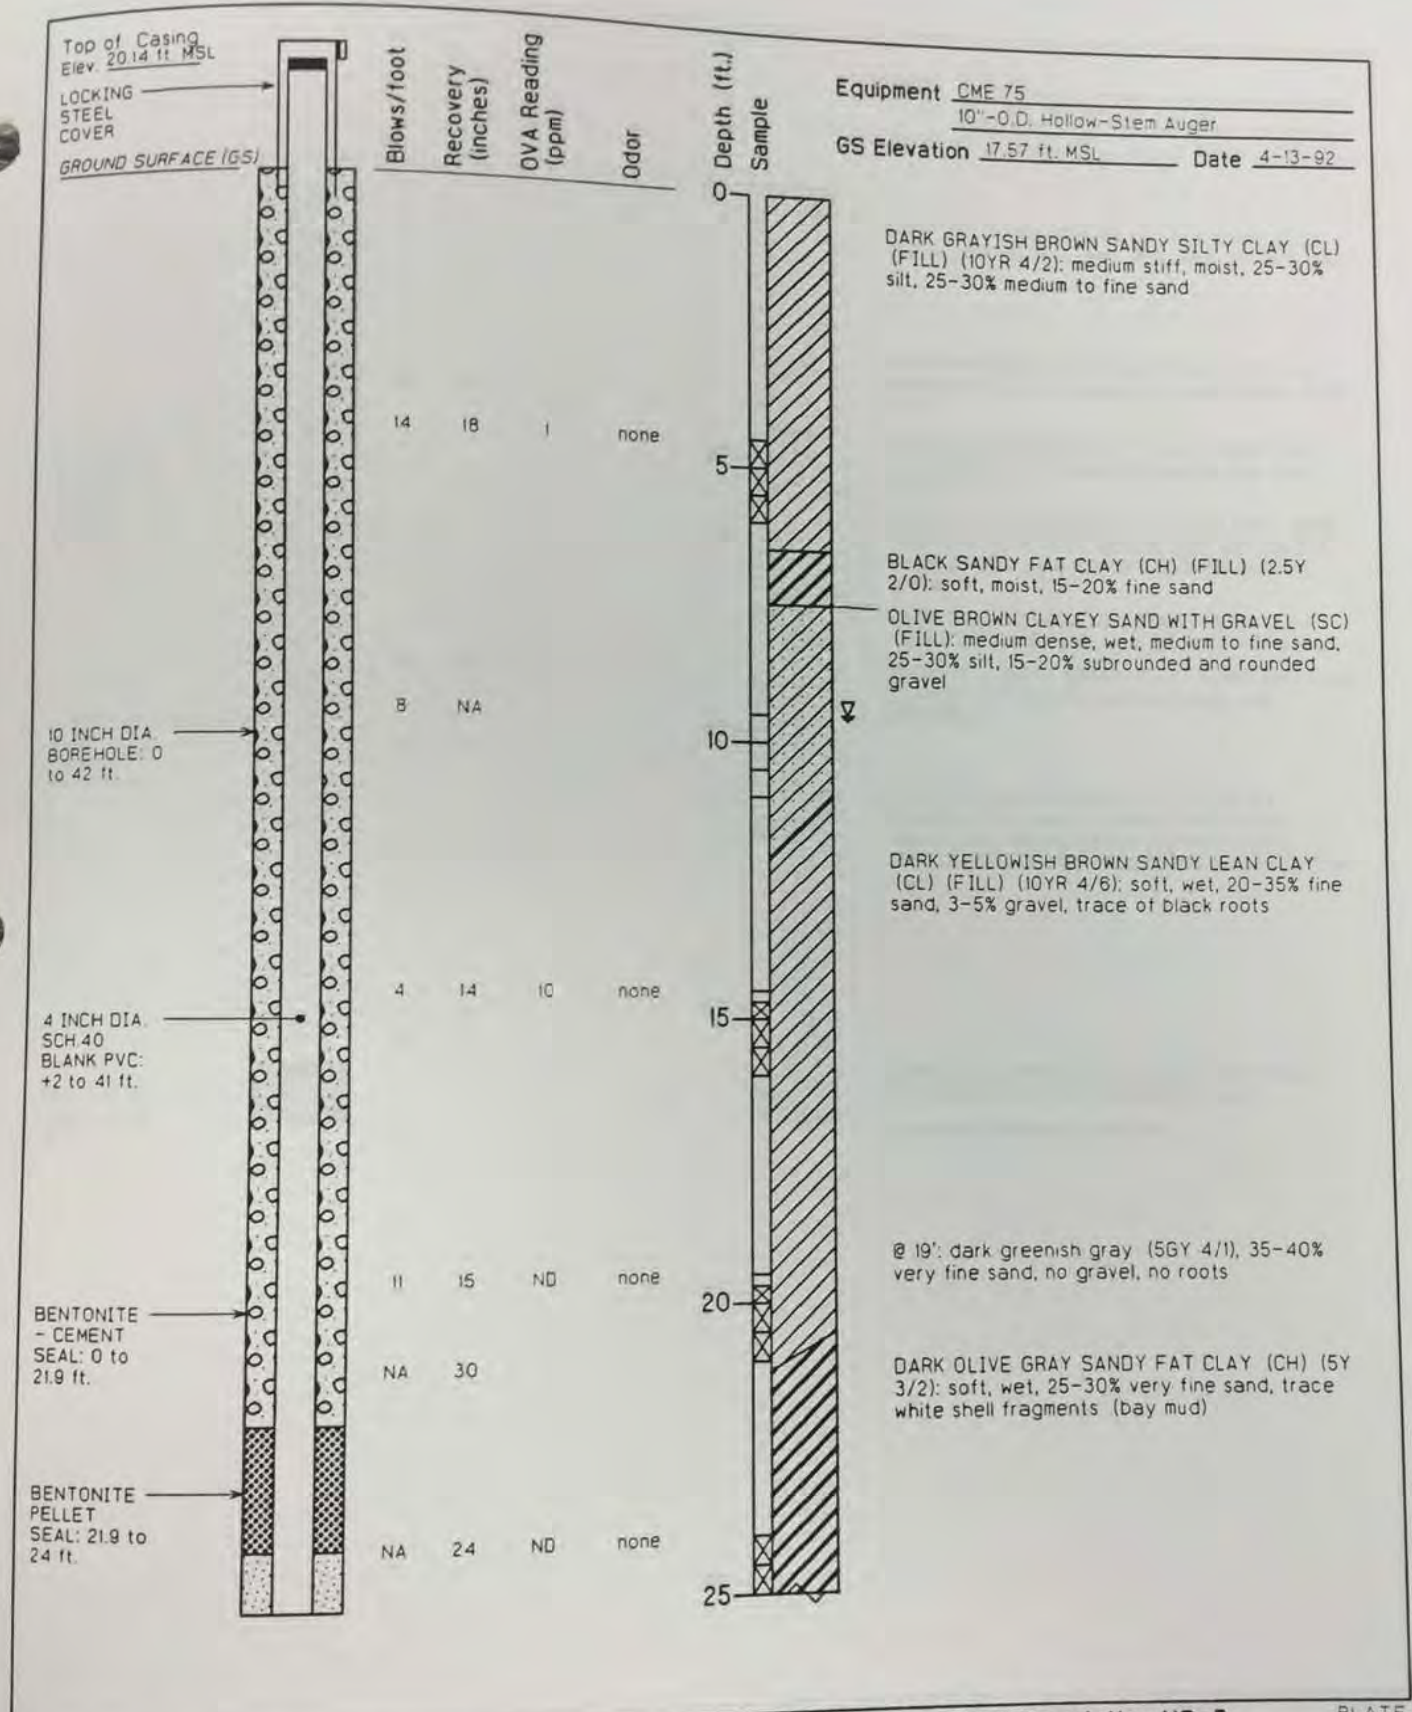 Top of Casing
Elev. 20.14 ft MSL
LOCKING
STEEL
COVER
GROUND SURFACE (GS)
Blows/foot
Recovery
(inches)
OVA Reading
(ppm)
Odor
Depth (ft.)
Sample
Equipment CME 75
10"-O.D. Hollow-Stem Auger
GS Elevation 17.57 ft. MSL Date 4-13-92
0
DARK GRAYISH BROWN SANDY SILTY CLAY (CL)
(FILL) (10YR 4/2): medium stiff, moist, 25-30%
silt, 25-30% medium to fine sand
14 18 1 none
5
BLACK SANDY FAT CLAY (CH) (FILL) (2.5Y
2/0): soft, moist, 15-20% fine sand
OLIVE BROWN CLAYEY SAND WITH GRAVEL (SC)
(FILL): medium dense, wet, medium to fine sand,
25-30% silt, 15-20% subrounded and rounded
gravel
8 NA
10
10 INCH DIA.
BOREHOLE: 0
to 42 ft.
DARK YELLOWISH BROWN SANDY LEAN CLAY
(CL) (FILL) (10YR 4/6): soft, wet, 20-35% fine
sand, 3-5% gravel, trace of black roots
4 14 10 none
15
4 INCH DIA.
SCH.40
BLANK PVC:
+2 to 41 ft.
@ 19': dark greenish gray (5GY 4/1), 35-40%
very fine sand, no gravel, no roots
11 15 ND none
20
BENTONITE
- CEMENT
SEAL: 0 to
21.9 ft.
NA 30
DARK OLIVE GRAY SANDY FAT CLAY (CH) (5Y
3/2): soft, wet, 25-30% very fine sand, trace
white shell fragments (bay mud)
BENTONITE
PELLET
SEAL: 21.9 to
24 ft.
NA 24 ND none
25
PLATE